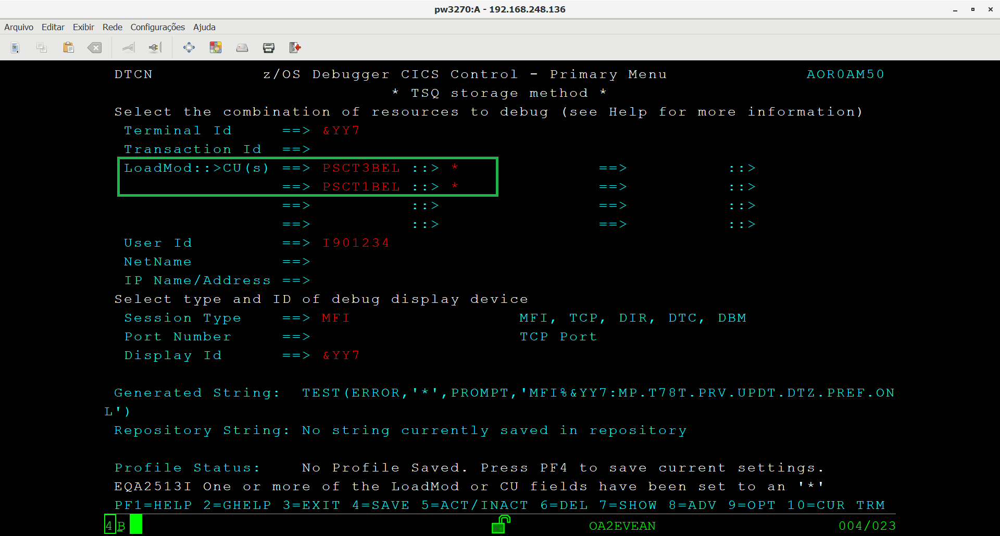 pw3270:A - 192.168.248.136
Arquivo Editar Exibir Rede Configurações Ajuda
DTCN z/OS Debugger CICS Control - Primary Menu AOR0AM50
* TSQ storage method *
Select the combination of resources to debug (see Help for more information)
Terminal Id ==> &YY7
Transaction Id ==>
LoadMod::>CU(s) ==> PSCT3BEL ::> * ==> ::>
==> PSCT1BEL ::> * ==> ::>
==> ::> ==> ::>
==> ::> ==> ::>
User Id ==> I901234
NetName ==>
IP Name/Address ==>
Select type and ID of debug display device
Session Type ==> MFI MFI, TCP, DIR, DTC, DBM
Port Number ==> TCP Port
Display Id ==> &YY7
Generated String: TEST(ERROR,'*',PROMPT,'MFI%&YY7:MP.T78T.PRV.UPDT.DTZ.PREF.ON
L')
Repository String: No string currently saved in repository
Profile Status: No Profile Saved. Press PF4 to save current settings.
EQA2513I One or more of the LoadMod or CU fields have been set to an '*'
PF1=HELP 2=GHELP 3=EXIT 4=SAVE 5=ACT/INACT 6=DEL 7=SHOW 8=ADV 9=OPT 10=CUR TRM
4 B OA2EVEAN 004/023